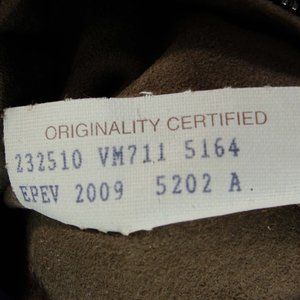 ORIGINALITY CERTIFIED
232510 VM711 5164
EPEV 2009 5202 A.